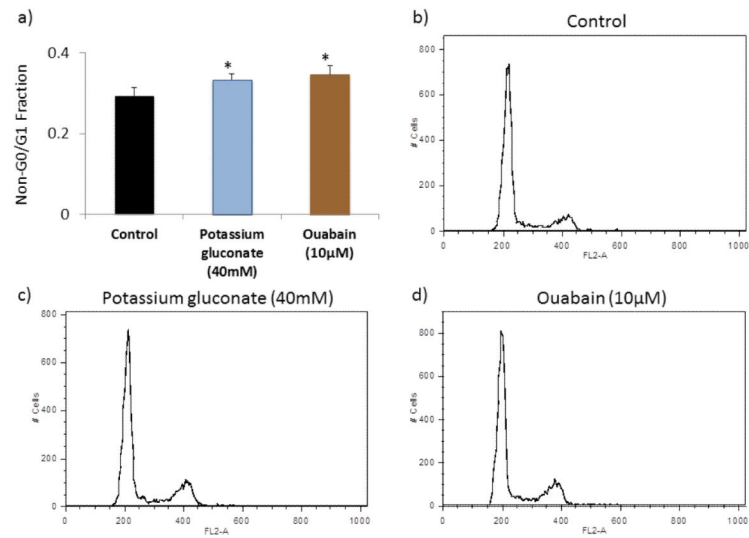 a)
0.4
0.2
0
Non-G0/G1 Fraction
*
*
Control
Potassium
gluconate
(40mM)
Ouabain
(10µM)
b)
Control
800
600
400
200
0
# Cells
0 200 400 600 800 1000
FL2-A
c)
Potassium gluconate (40mM)
800
600
400
200
0
# Cells
0 200 400 600 800 1000
FL2-A
d)
Ouabain (10µM)
800
600
400
200
0
# Cells
0 200 400 600 800 1000
FL2-A